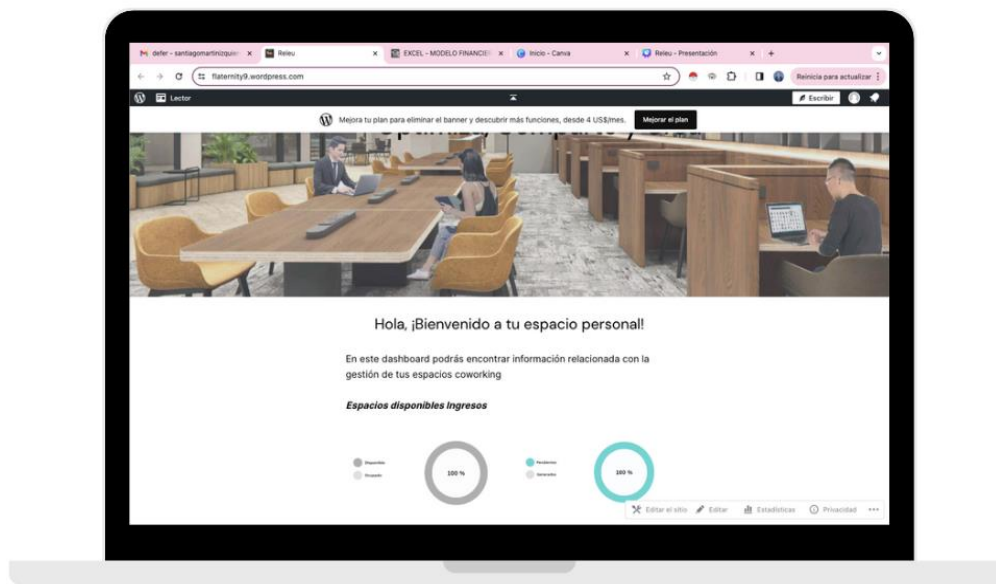 defer - santiagomartinizquier
Releu
EXCEL - MODELO FINANCIE
Inicio - Canva
Releu - Presentación
flaternity9.wordpress.com
Reinicia para actualizar
Lector
Escribir
Mejora tu plan para eliminar el banner y descubrir más funciones, desde 4 US$/mes.
Mejorar el plan
Hola, ¡Bienvenido a tu espacio personal!
En este dashboard podrás encontrar información relacionada con la
gestión de tus espacios coworking
Espacios disponibles Ingresos
Disponibles
Ocupado
100 %
Pendientes
Generados
100 %
Editar el sitio
Editar
Estadísticas
Privacidad